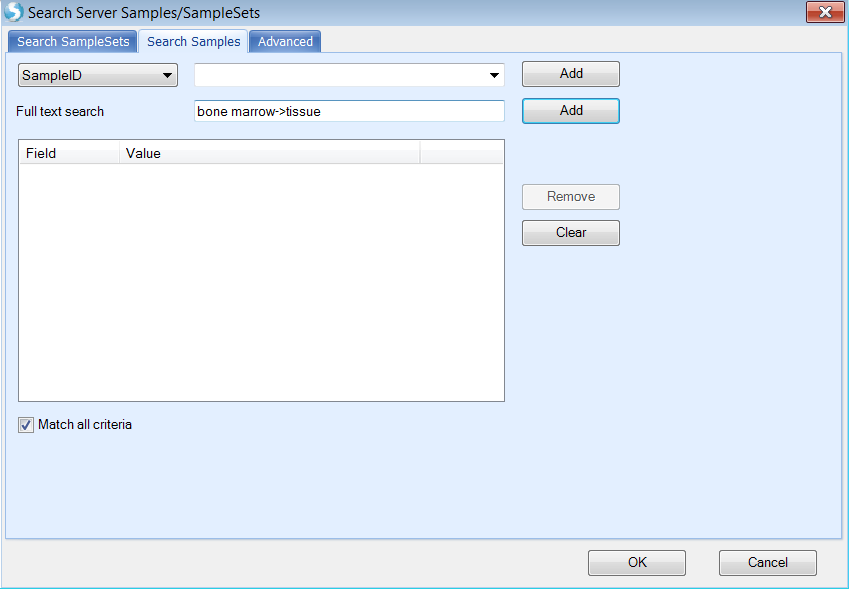 Search Server Samples/SampleSets
Search SampleSets Search Samples Advanced
SampleID Add
Full text search bone marrow->tissue Add
Field Value
Remove
Clear
Match all criteria
OK Cancel